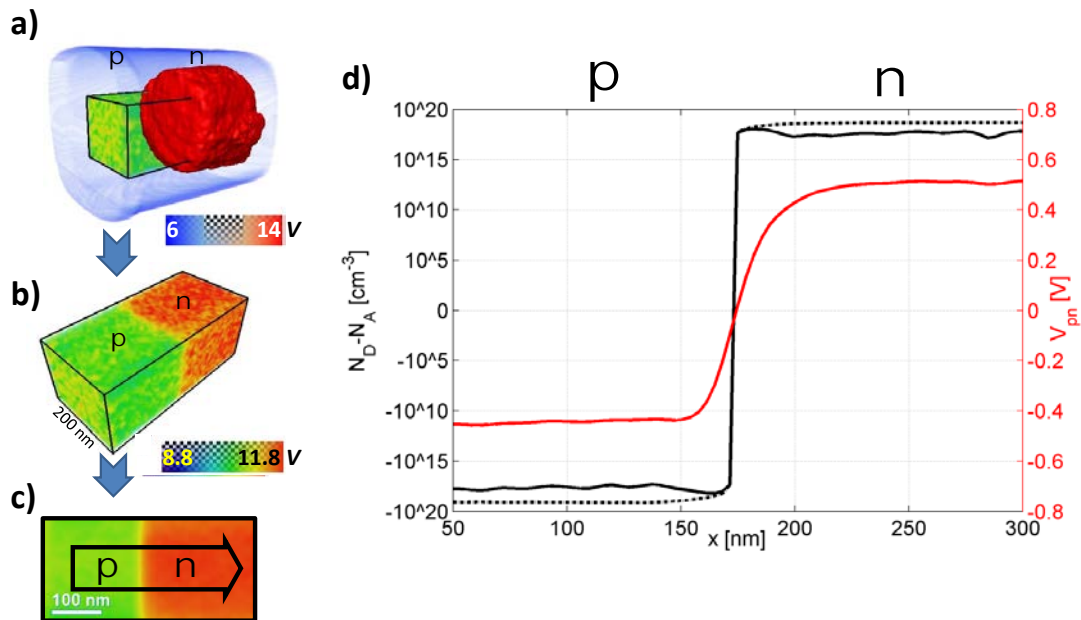 a)
p n
6 14 V
b)
n
p
200 nm
8.8 11.8 V
c)
p n
100 nm
d)
p n
10^20
10^15
10^10
10^5
0
-10^5
-10^10
-10^15
-10^20
N_D-N_A [cm^-3]
0.8
0.6
0.4
0.2
0
-0.2
-0.4
-0.6
-0.8
V_pn [V]
50 100 150 200 250 300
x [nm]